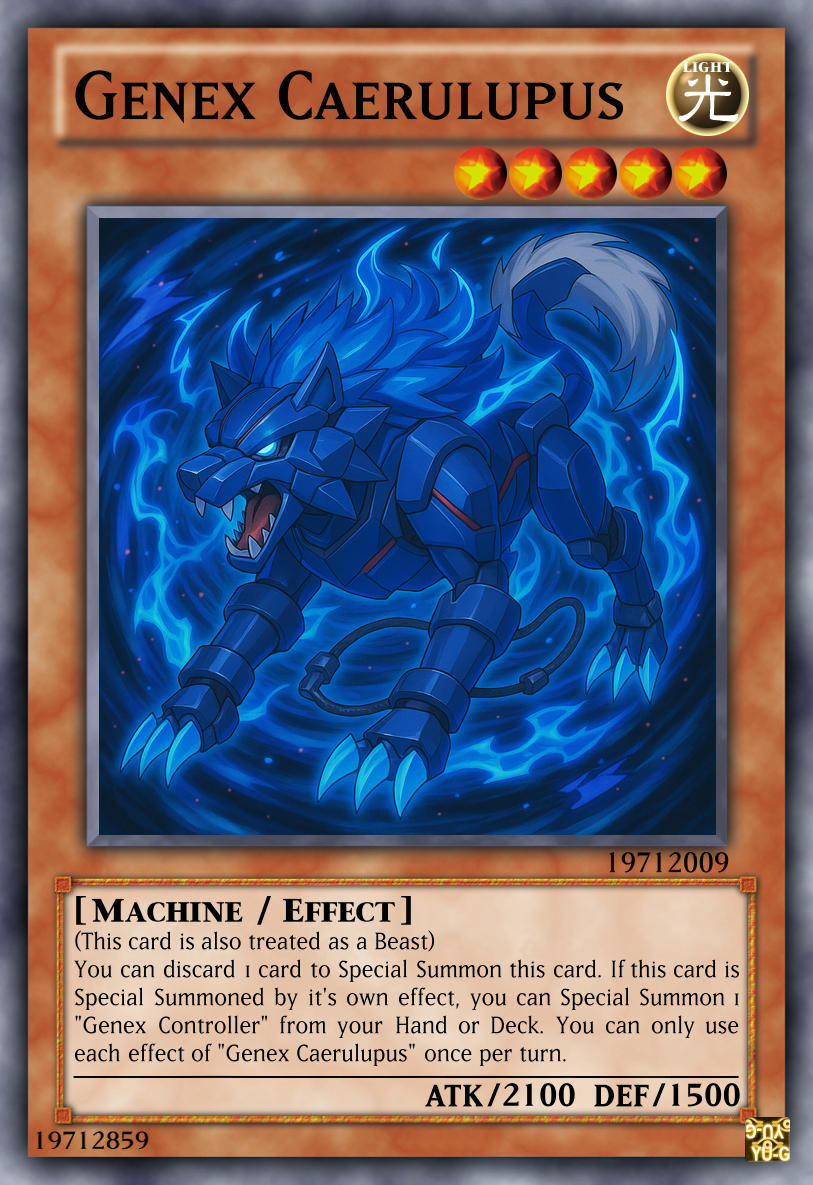 GENEX CAERULUPUS
LIGHT
光
19712009
[ MACHINE / EFFECT ]
(This card is also treated as a Beast)
You can discard 1 card to Special Summon this card. If this card is
Special Summoned by it's own effect, you can Special Summon 1
"Genex Controller" from your Hand or Deck. You can only use
each effect of "Genex Caerulupus" once per turn.
ATK/2100 DEF/1500
19712859
YU-G